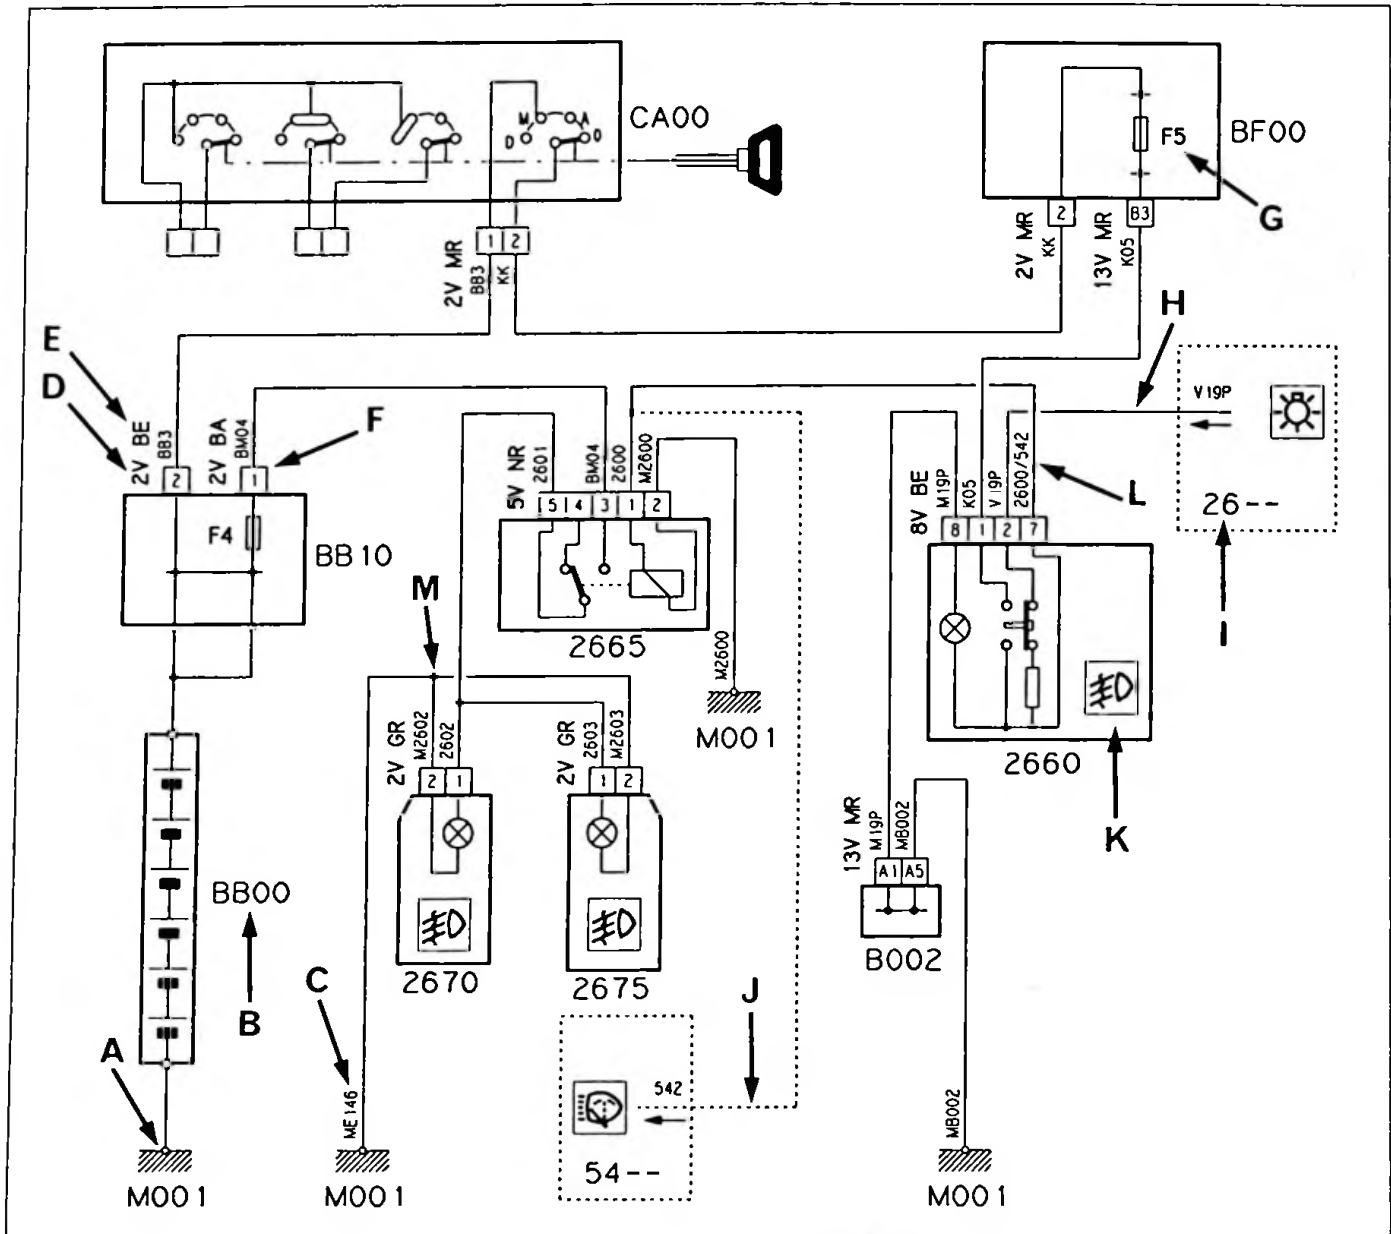 CA00
M
A
D
O
F5
BF00
G
1
2
2V MR
BB3
KK
2
B3
2V MR
KK
13V MR
K05
H
E
D
2V BE
BB3
2V BA
BM04
F
2
1
F4
BB10
5V NR
2601
BM04
2600
M2600
5
4
3
1
2
2665
M2600
M001
V19P
26--
I
8V BE
M19P
K05
V19P
2600/542
L
8
1
2
7
2660
K
M
2V GR
M2602
2602
2
1
2670
2V GR
2603
M2603
1
2
2675
BB00
B
13V MR
M19P
MB002
A1
A5
B002
C
J
A
ME146
542
54--
MB002
M001
M001
M001